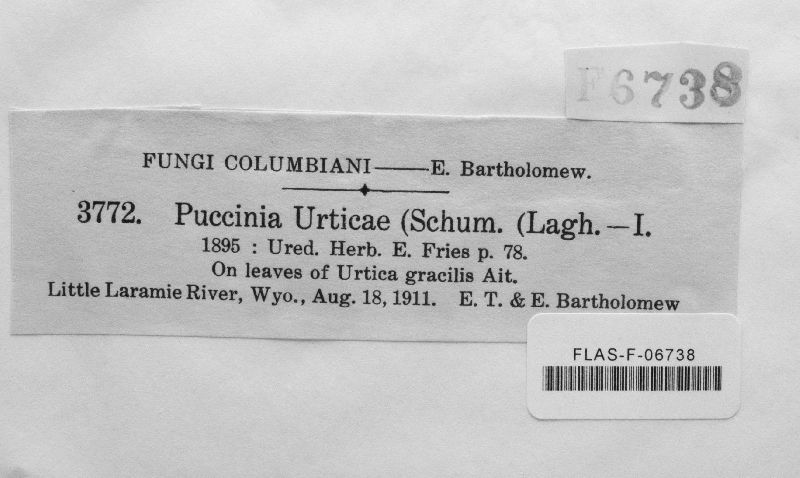 F6738
FUNGI COLUMBIANI——E. Bartholomew.
3772. Puccinia Urticae (Schum. (Lagh. — I.
1895 : Ured. Herb. E. Fries p. 78.
On leaves of Urtica gracilis Ait.
Little Laramie River, Wyo., Aug. 18, 1911. E. T. & E. Bartholomew
FLAS-F-06738